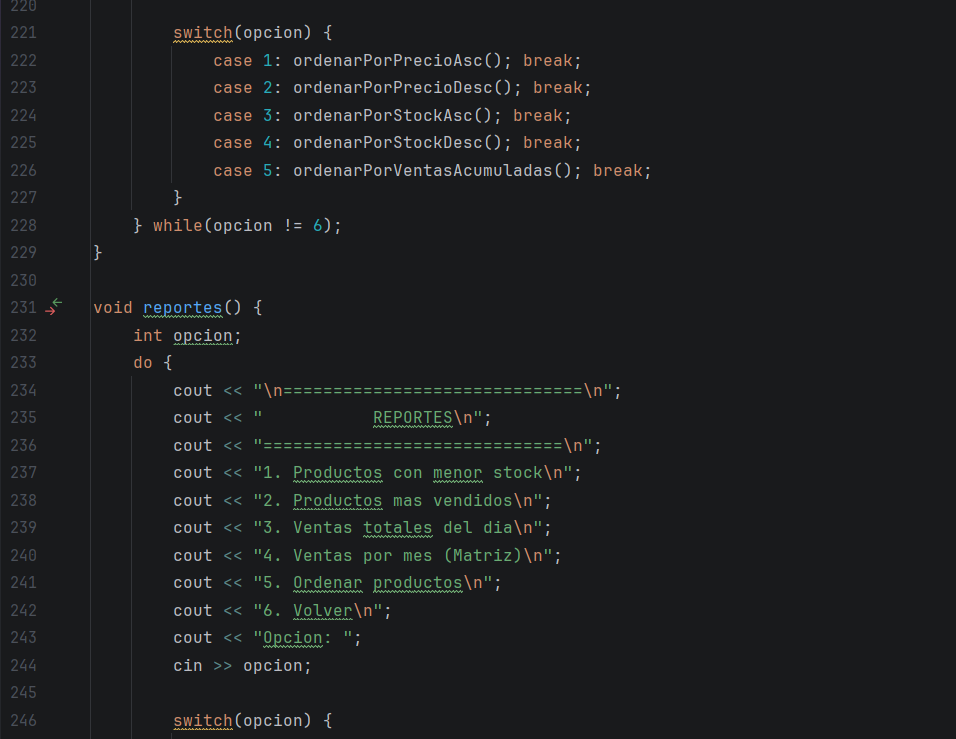 220
221 switch(opcion) {
222 case 1: ordenarPorPrecioAsc(); break;
223 case 2: ordenarPorPrecioDesc(); break;
224 case 3: ordenarPorStockAsc(); break;
225 case 4: ordenarPorStockDesc(); break;
226 case 5: ordenarPorVentasAcumuladas(); break;
227 }
228 } while(opcion != 6);
229 }
230
231 void reportes() {
232 int opcion;
233 do {
234 cout << "\n==============================\n";
235 cout << "           REPORTES\n";
236 cout << "==============================\n";
237 cout << "1. Productos con menor stock\n";
238 cout << "2. Productos mas vendidos\n";
239 cout << "3. Ventas totales del dia\n";
240 cout << "4. Ventas por mes (Matriz)\n";
241 cout << "5. Ordenar productos\n";
242 cout << "6. Volver\n";
243 cout << "Opcion: ";
244 cin >> opcion;
245
246 switch(opcion) {